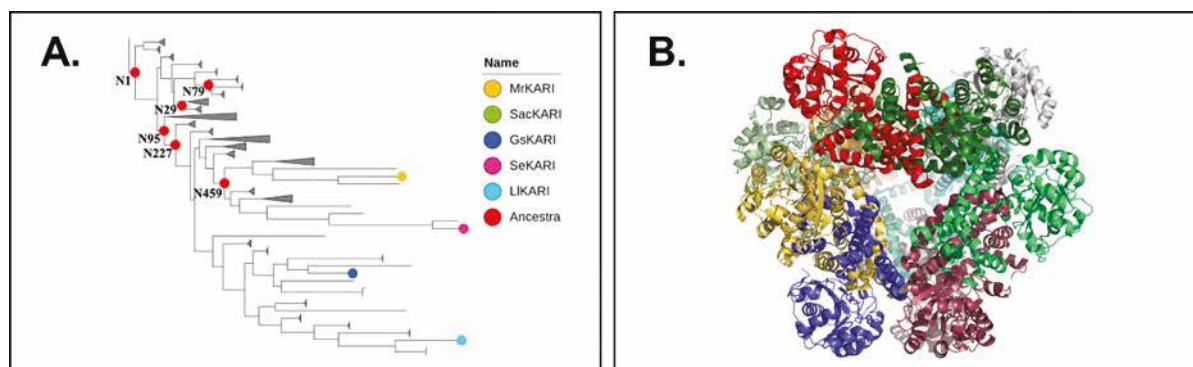 A.
N1
N79
N29
N95
N227
N459
Name
MrKARI
SacKARI
GsKARI
SeKARI
LlKARI
Ancestra
B.